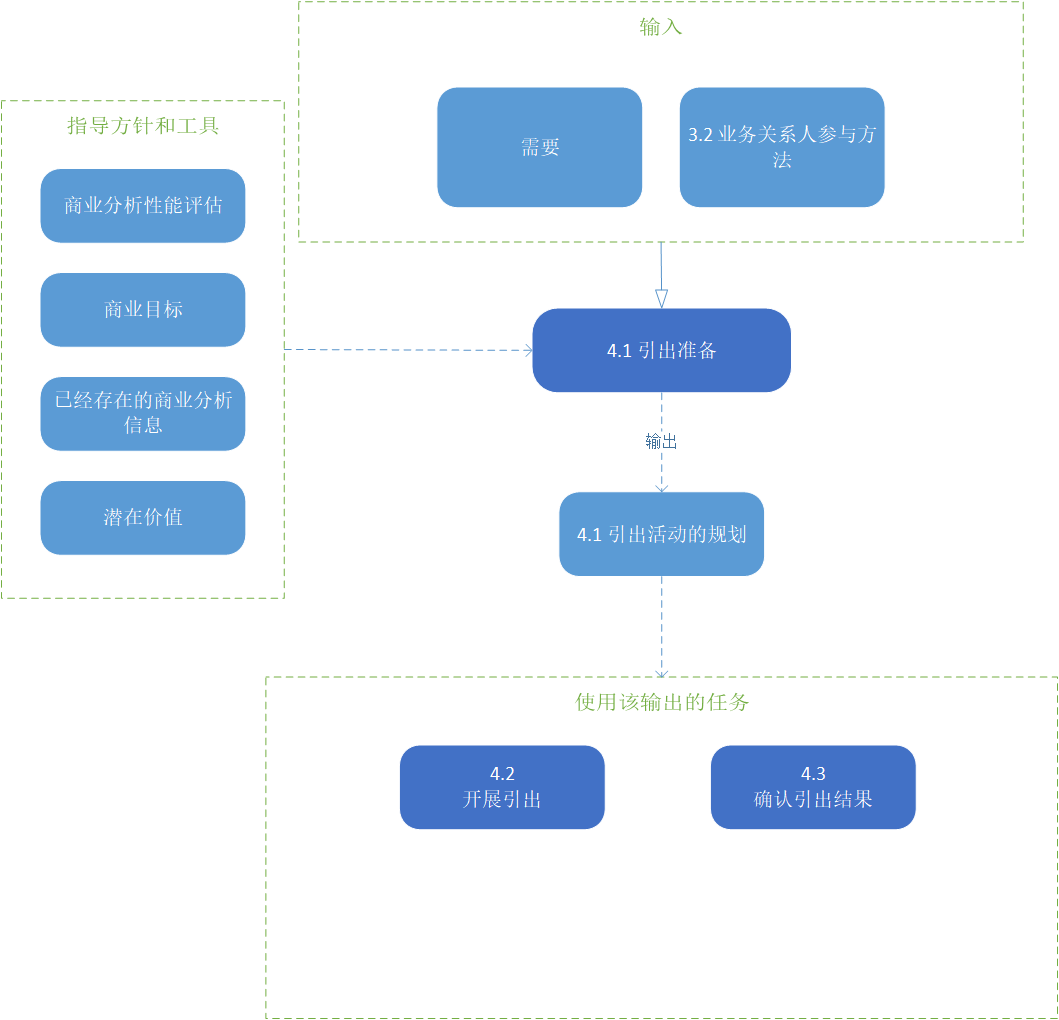 输入
需要
3.2 业务关系人参与方
法
指导方针和工具
商业分析性能评估
商业目标
已经存在的商业分析
信息
潜在价值
4.1 引出准备
输出
4.1 引出活动的规划
使用该输出的任务
4.2
开展引出
4.3
确认引出结果